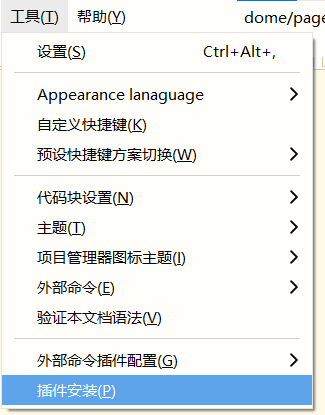 工具(T) 帮助(Y) dome/page
设置(S) Ctrl+Alt+,
Appearance lanaguage
自定义快捷键(K)
预设快捷键方案切换(W)
代码块设置(N)
主题(T)
项目管理器图标主题(I)
外部命令(E)
验证本文档语法(V)
外部命令插件配置(G)
插件安装(P)